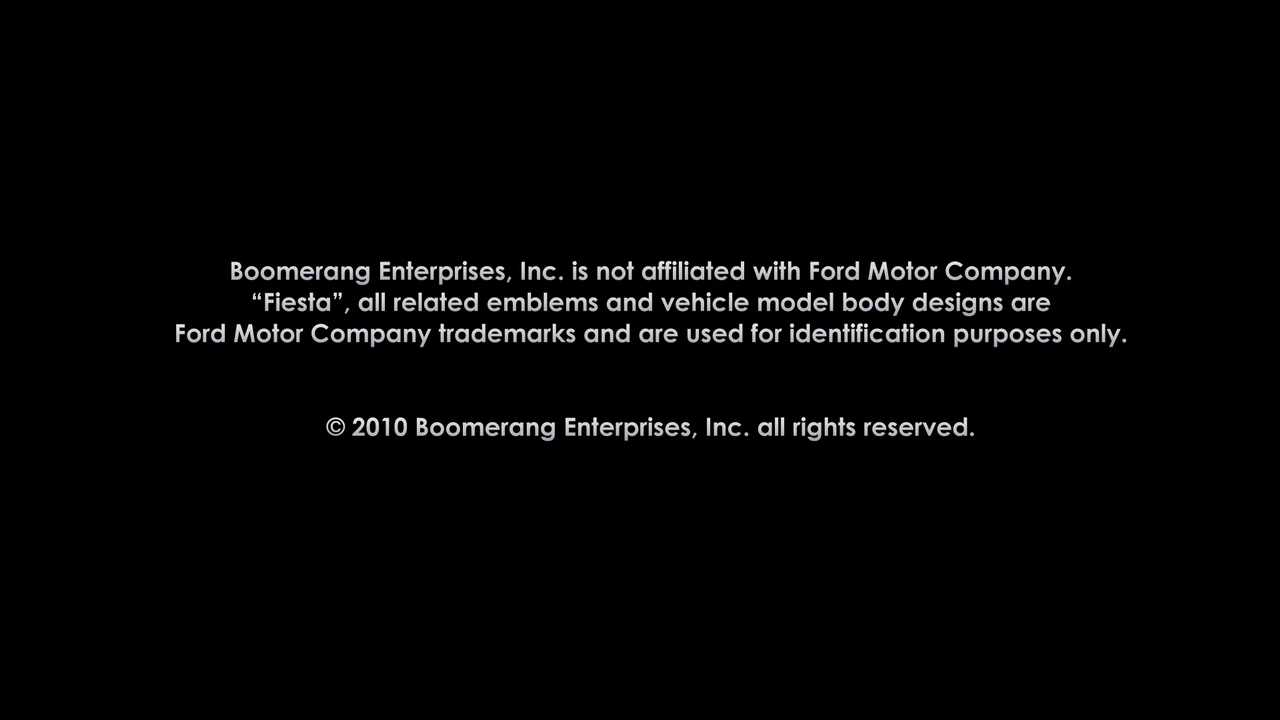 Boomerang Enterprises, Inc. is not affiliated with Ford Motor Company.
“Fiesta”, all related emblems and vehicle model body designs are
Ford Motor Company trademarks and are used for identification purposes only.
© 2010 Boomerang Enterprises, Inc. all rights reserved.